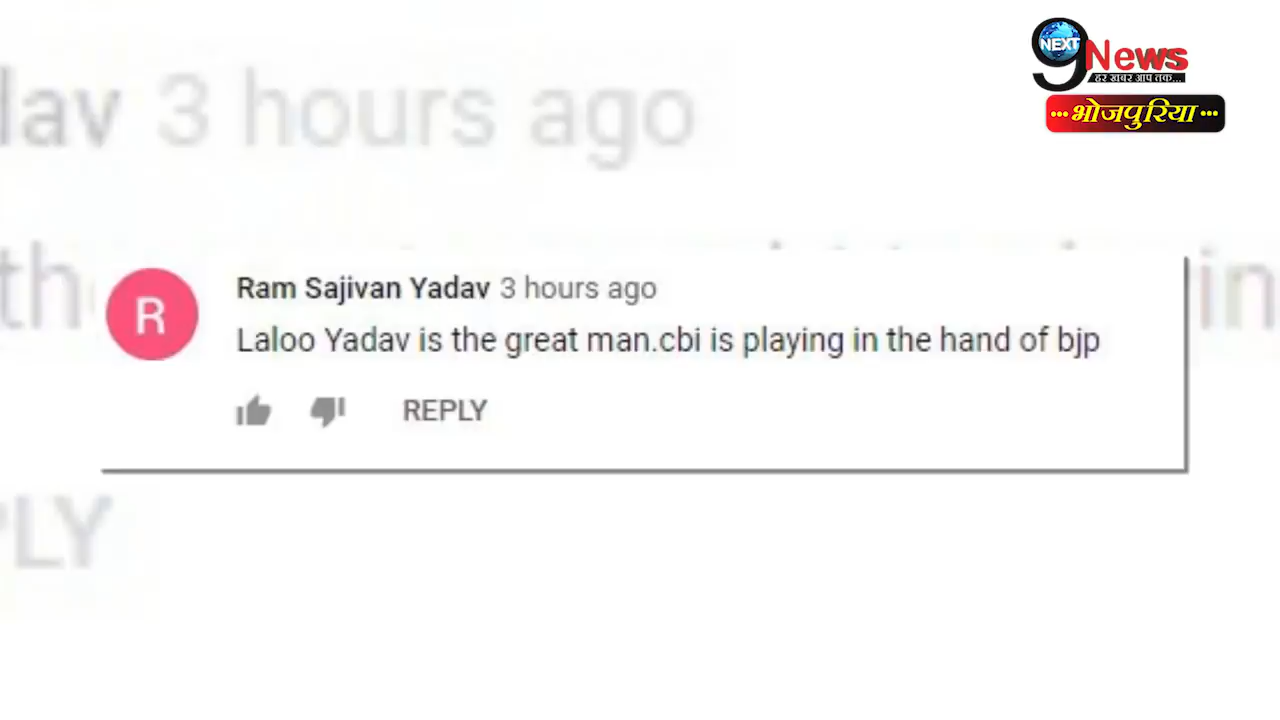 NEXT
9 News
हर खबर आप तक...
...भोजपुरिया...
lav 3 hours ago
R
Ram Sajivan Yadav 3 hours ago
Laloo Yadav is the great man.cbi is playing in the hand of bjp
REPLY